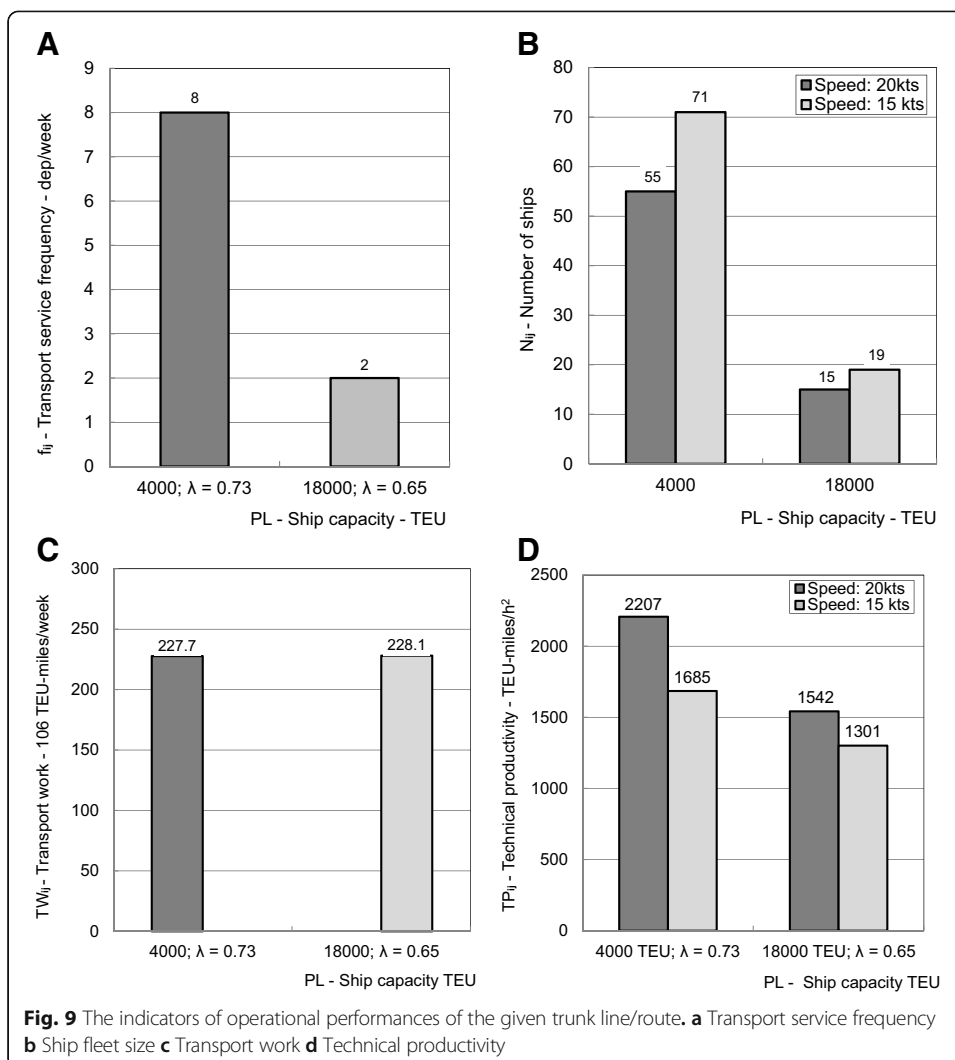 A
9
8
7
6
5
4
3
2
1
0
8
2
fij - Transport service frequency - dep/week
4000; λ = 0.73
18000; λ = 0.65
PL - Ship capacity - TEU
B
80
70
60
50
40
30
20
10
0
Speed: 20kts
Speed: 15 kts
55
71
15
19
Nij - Number of ships
4000
18000
PL - Ship capacity - TEU
C
300
250
200
150
100
50
0
227.7
228.1
TWij - Transport work - 106 TEU-miles/week
4000; λ = 0.73
18000; λ = 0.65
PL - Ship capacity TEU
D
2500
2000
1500
1000
500
0
Speed: 20kts
Speed: 15 kts
2207
1685
1542
1301
TPij - Technical productivity - TEU-miles/h²
4000 TEU; λ = 0.73
18000 TEU; λ = 0.65
PL - Ship capacity TEU
Fig. 9 The indicators of operational performances of the given trunk line/route. a Transport service frequency
b Ship fleet size c Transport work d Technical productivity